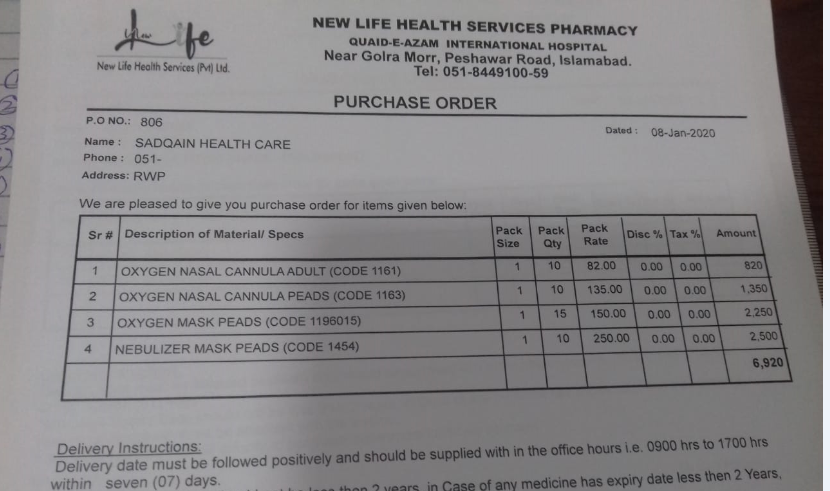 New Life
New Life Health Services (Pvt) Ltd.
NEW LIFE HEALTH SERVICES PHARMACY
QUAID-E-AZAM INTERNATIONAL HOSPITAL
Near Golra Morr, Peshawar Road, Islamabad.
Tel: 051-8449100-59
PURCHASE ORDER
P.O NO.: 806
Dated : 08-Jan-2020
Name : SADQAIN HEALTH CARE
Phone : 051-
Address: RWP
We are pleased to give you purchase order for items given below:
Sr # Description of Material/ Specs Pack Size Pack Qty Pack Rate Disc % Tax % Amount
1 OXYGEN NASAL CANNULA ADULT (CODE 1161) 1 10 82.00 0.00 0.00 820
2 OXYGEN NASAL CANNULA PEADS (CODE 1163) 1 10 135.00 0.00 0.00 1,350
3 OXYGEN MASK PEADS (CODE 1196015) 1 15 150.00 0.00 0.00 2,250
4 NEBULIZER MASK PEADS (CODE 1454) 1 10 250.00 0.00 0.00 2,500
6,920
Delivery Instructions:
Delivery date must be followed positively and should be supplied with in the office hours i.e. 0900 hrs to 1700 hrs
within seven (07) days.
than 2 years, in Case of any medicine has expiry date less then 2 Years,